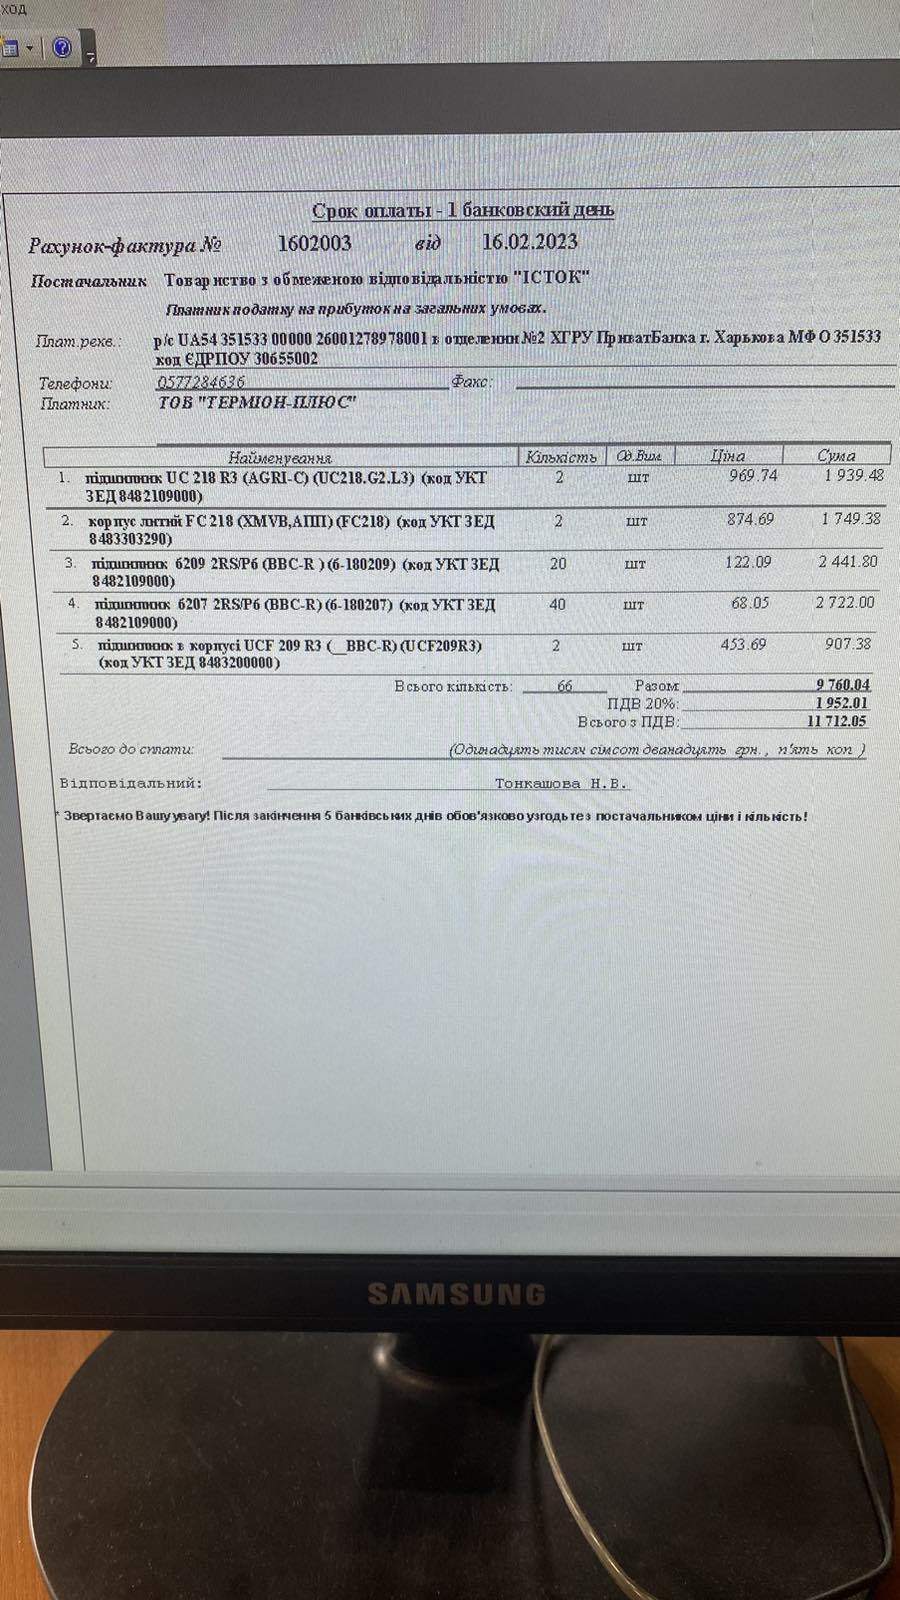 ХОД
Срок оплаты - 1 банковский день
Рахунок-фактура № 1602003 від 16.02.2023
Постачальник Товариство з обмеженою відповідальністю "ІСТОК"
Платник податку на прибуток на загальних умовах.
Плат.рекв.: р/с UA54 351533 00000 26001278978001 в отделении №2 ХГРУ ПриватБанка г. Харькова МФО 351533
код ЄДРПОУ 30655002
Телефони: 0577284636 Факс:
Платник: ТОВ "ТЕРМІОН-ПЛЮС"
Найменування Кількість Од.Вим. Ціна Сума
1. підшипник UC 218 R3 (AGRI-C) (UC218.G2.L3) (код УКТ 2 шт 969.74 1 939.48
ЗЕД 8482109000)
2. корпус литий FC 218 (XMVB,АПП) (FC218) (код УКТ ЗЕД 2 шт 874.69 1 749.38
8483303290)
3. підшипник 6209 2RS/P6 (BBC-R ) (6-180209) (код УКТ ЗЕД 20 шт 122.09 2 441.80
8482109000)
4. підшипник 6207 2RS/P6 (BBC-R) (6-180207) (код УКТ ЗЕД 40 шт 68.05 2 722.00
8482109000)
5. підшипник в корпусі UCF 209 R3 (__BBC-R) (UCF209R3) 2 шт 453.69 907.38
(код УКТ ЗЕД 8483200000)
Всього кількість: 66 Разом: 9 760.04
ПДВ 20%: 1 952.01
Всього з ПДВ: 11 712.05
Всього до сплати: (Одинадцять тисяч сімсот дванадцять грн., п'ять коп )
Відповідальний: Тонкашова Н.В.
* Звертаємо Вашу увагу! Після закінчення 5 банківських днів обов'язково узгодьте з постачальником ціни і кількість!
SAMSUNG